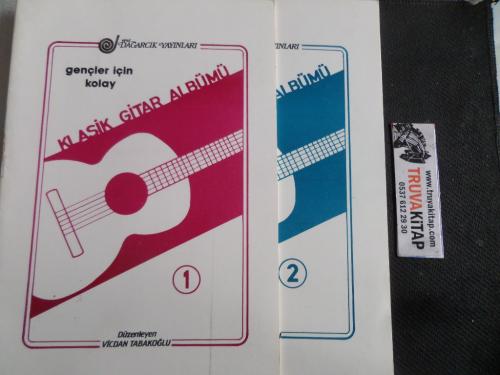 YENİ
DAĞARCIK YAYINLARI
gençler için
kolay
KLASİK GİTAR ALBÜMÜ
1
Düzenleyen
VİCDAN TABAKOĞLU
YAYINLARI
ALBÜMÜ
2
TRUVAKİTAP
www.truvakitap.com
0537 612 29 30